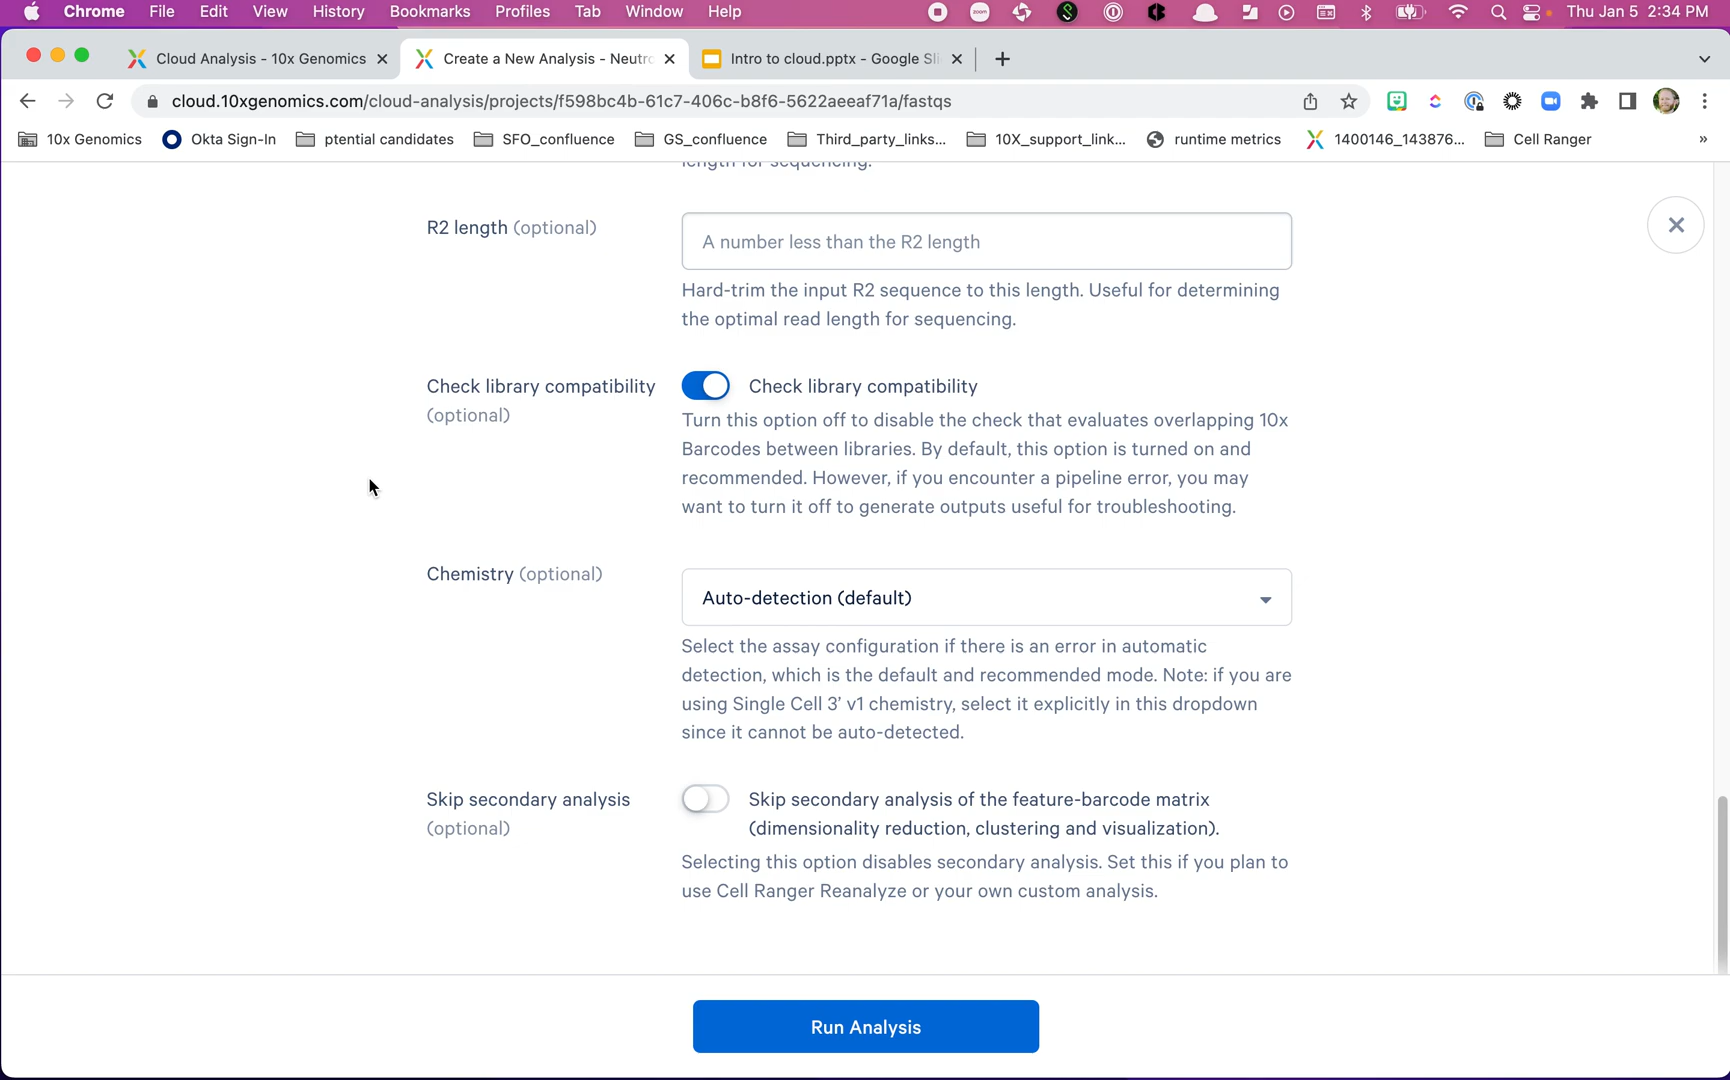 Chrome File Edit View History Bookmarks Profiles Tab Window Help zoom Thu Jan 5 2:34 PM
Cloud Analysis - 10x Genomics Create a New Analysis - Neutro Intro to cloud.pptx - Google Sli
cloud.10xgenomics.com/cloud-analysis/projects/f598bc4b-61c7-406c-b8f6-5622aeeaf71a/fastqs
10x Genomics Okta Sign-In ptential candidates SFO_confluence GS_confluence Third_party_links... 10X_support_link... runtime metrics 1400146_143876... Cell Ranger »
length for sequencing.
R2 length (optional)
A number less than the R2 length
Hard-trim the input R2 sequence to this length. Useful for determining
the optimal read length for sequencing.
Check library compatibility
(optional)
Check library compatibility
Turn this option off to disable the check that evaluates overlapping 10x
Barcodes between libraries. By default, this option is turned on and
recommended. However, if you encounter a pipeline error, you may
want to turn it off to generate outputs useful for troubleshooting.
Chemistry (optional)
Auto-detection (default)
Select the assay configuration if there is an error in automatic
detection, which is the default and recommended mode. Note: if you are
using Single Cell 3’ v1 chemistry, select it explicitly in this dropdown
since it cannot be auto-detected.
Skip secondary analysis
(optional)
Skip secondary analysis of the feature-barcode matrix
(dimensionality reduction, clustering and visualization).
Selecting this option disables secondary analysis. Set this if you plan to
use Cell Ranger Reanalyze or your own custom analysis.
Run Analysis